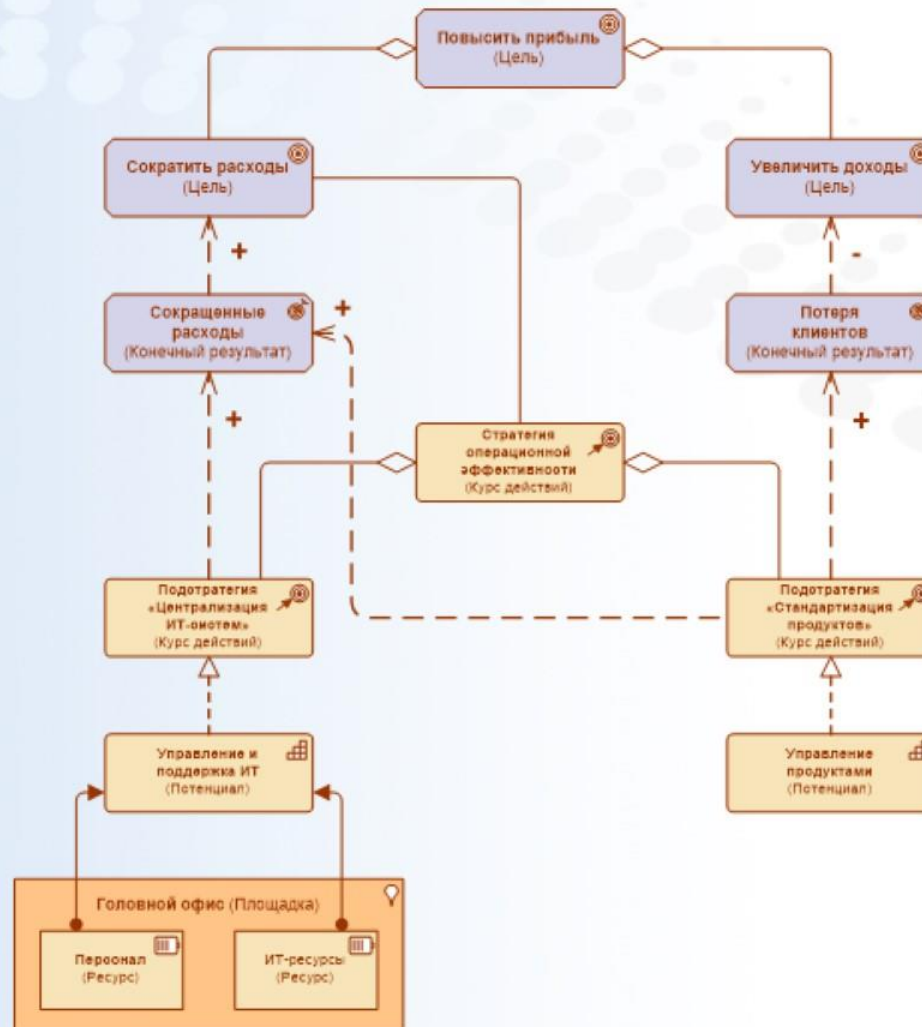 Повысить прибыль
(Цель)
Сократить расходы
(Цель)
Увеличить доходы
(Цель)
+
-
Сокращенные
расходы
(Конечный результат)
+
Потеря
клиентов
(Конечный результат)
+
+
Стратегия
операционной
эффективности
(Курс действий)
Подстратегия
«Централизация
ИТ-систем»
(Курс действий)
Подстратегия
«Стандартизация
продуктов»
(Курс действий)
Управление и
поддержка ИТ
(Потенциал)
Управление
продуктами
(Потенциал)
Головной офис (Площадка)
Персонал
(Ресурс)
ИТ-ресурсы
(Ресурс)